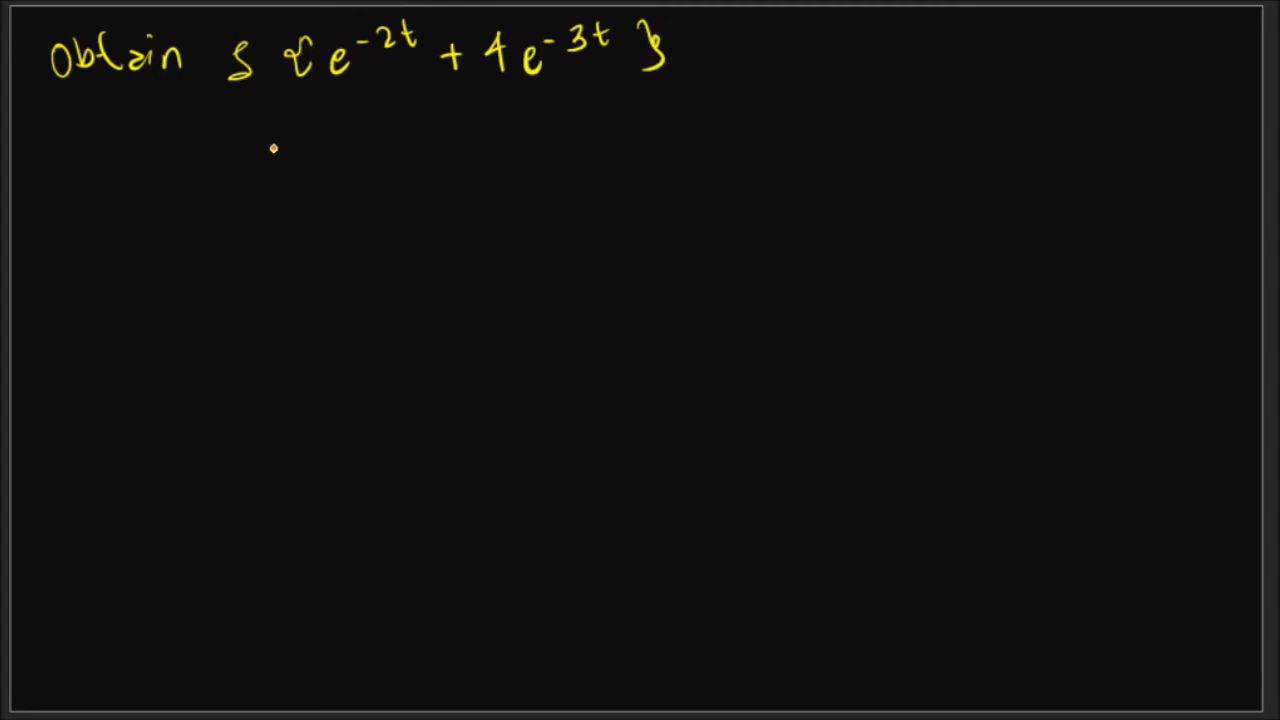 Obtain ℒ {e^{-2t} + 4e^{-3t}}